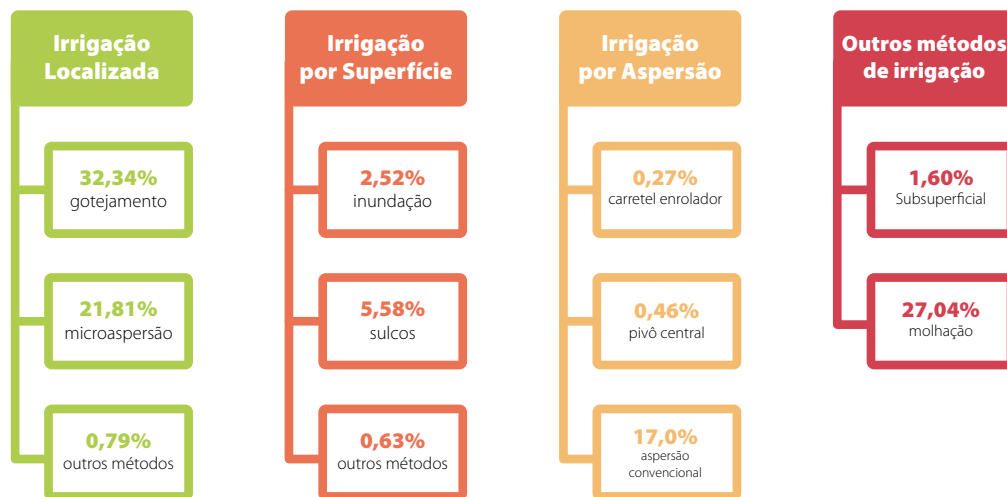 Irrigação
Localizada
32,34%
gotejamento
21,81%
microaspersão
0,79%
outros métodos
Irrigação
por Superfície
2,52%
inundação
5,58%
sulcos
0,63%
outros métodos
Irrigação
por Aspersão
0,27%
carretel enrolador
0,46%
pivô central
17,0%
aspersão
convencional
Outros métodos
de irrigação
1,60%
Subsuperficial
27,04%
molhação